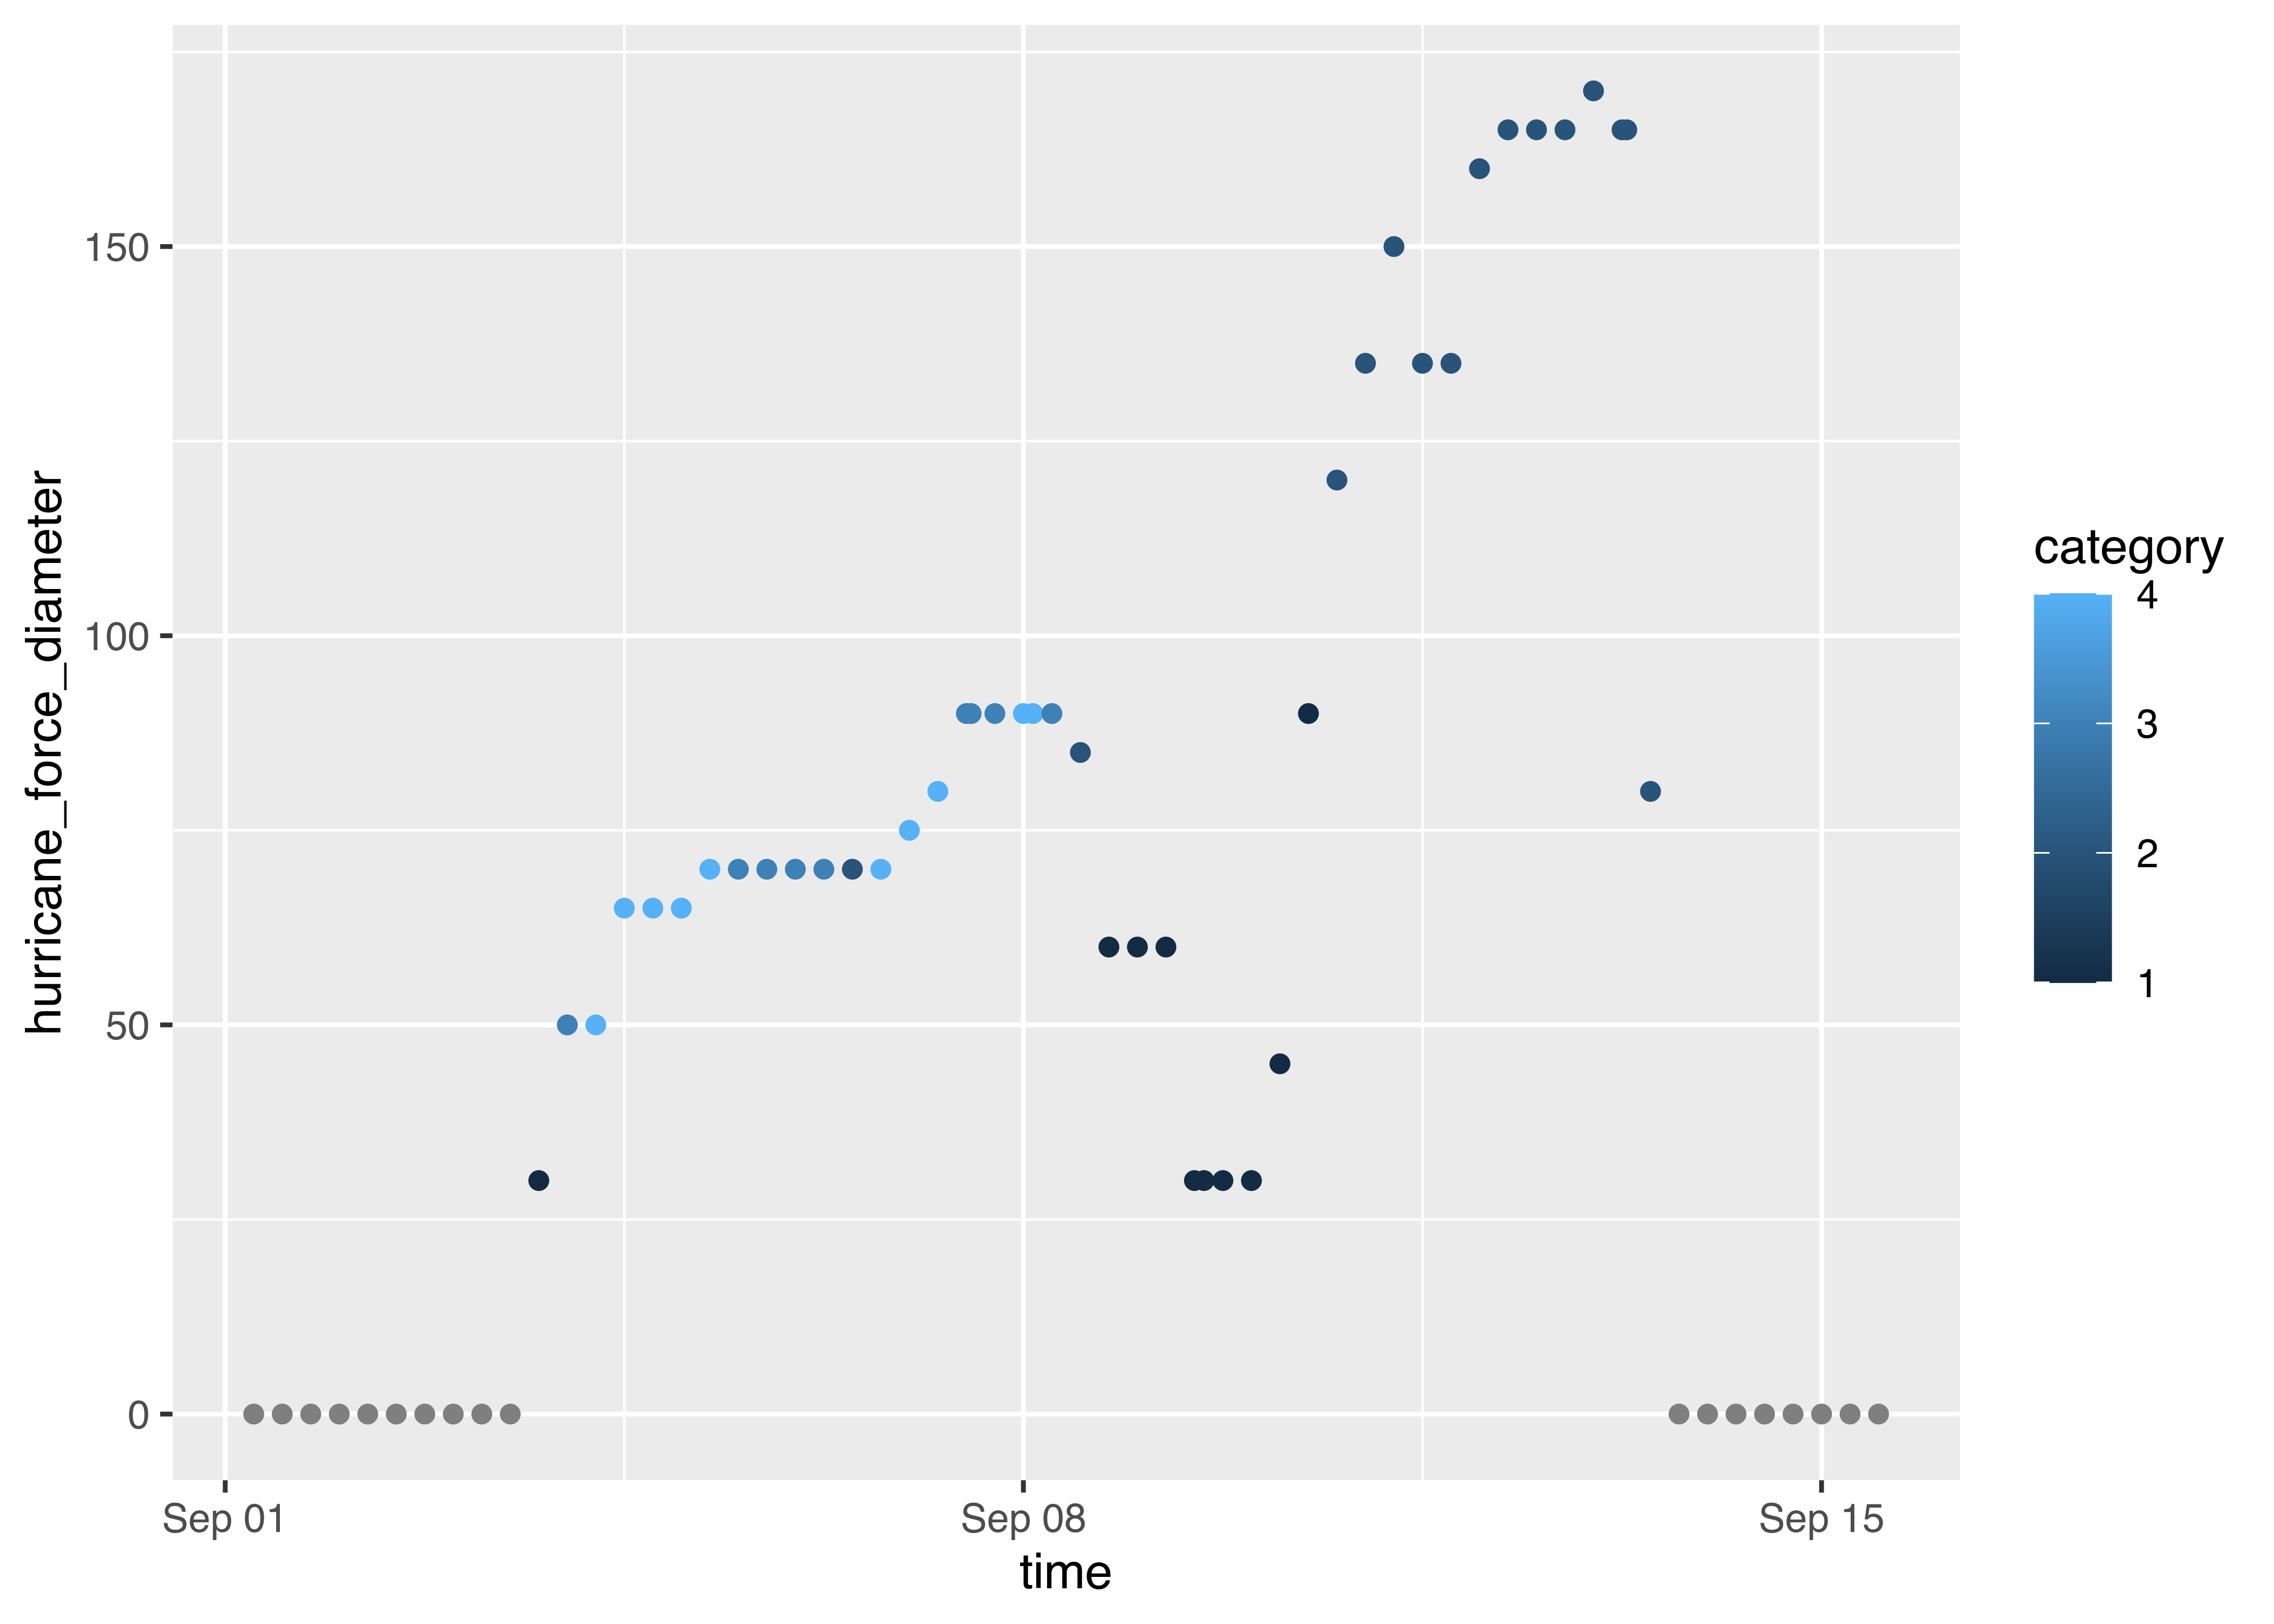 hurricane_force_diameter
150
100
50
0
Sep 01
Sep 08
Sep 15
time
category
4
3
2
1